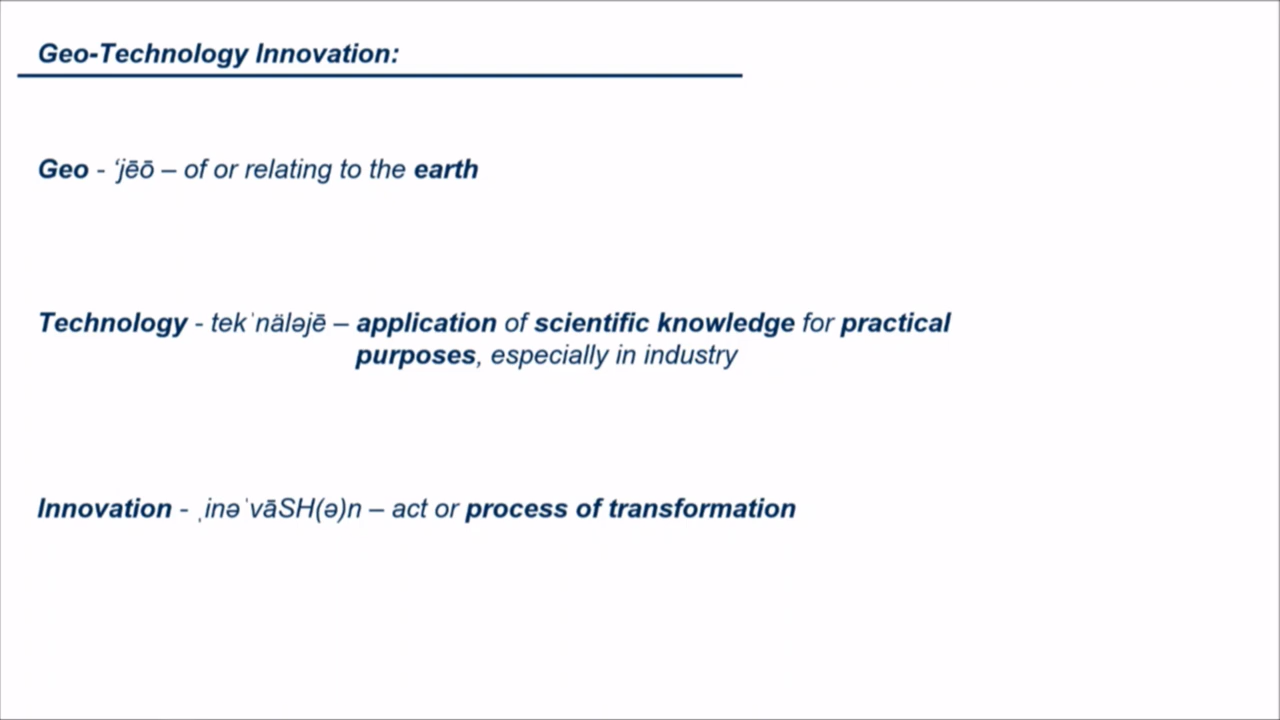 Geo-Technology Innovation:
Geo - ‘jēō – of or relating to the earth
Technology - tekˈnäləjē – application of scientific knowledge for practical
purposes, especially in industry
Innovation - ˌinəˈvāSH(ə)n – act or process of transformation